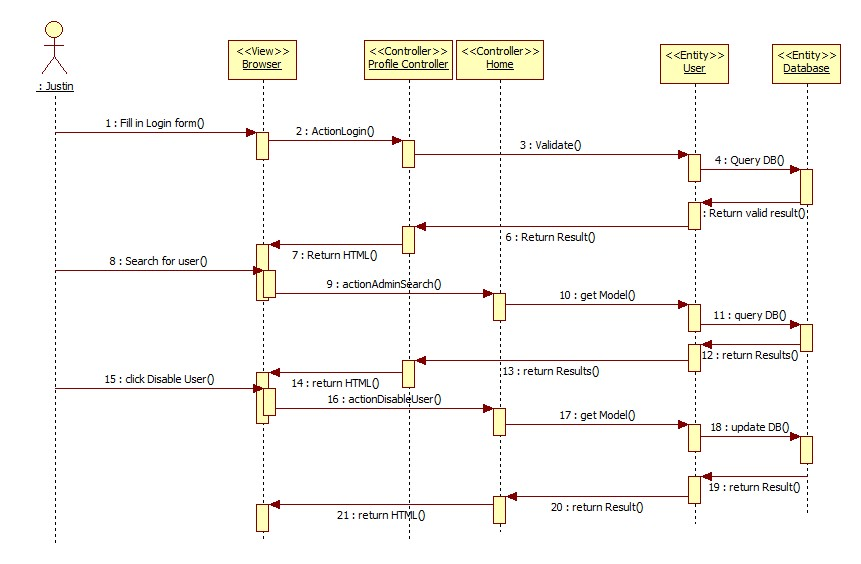 <<View>>
Browser
<<Controller>>
Profile Controller
<<Controller>>
Home
<<Entity>>
User
<<Entity>>
Database
: Justin
1 : Fill in Login form()
2 : ActionLogin()
3 : Validate()
4 : Query DB()
: Return valid result()
6 : Return Result()
7 : Return HTML()
8 : Search for user()
9 : actionAdminSearch()
10 : get Model()
11 : query DB()
12 : return Results()
13 : return Results()
14 : return HTML()
15 : click Disable User()
16 : actionDisableUser()
17 : get Model()
18 : update DB()
19 : return Result()
20 : return Result()
21 : return HTML()